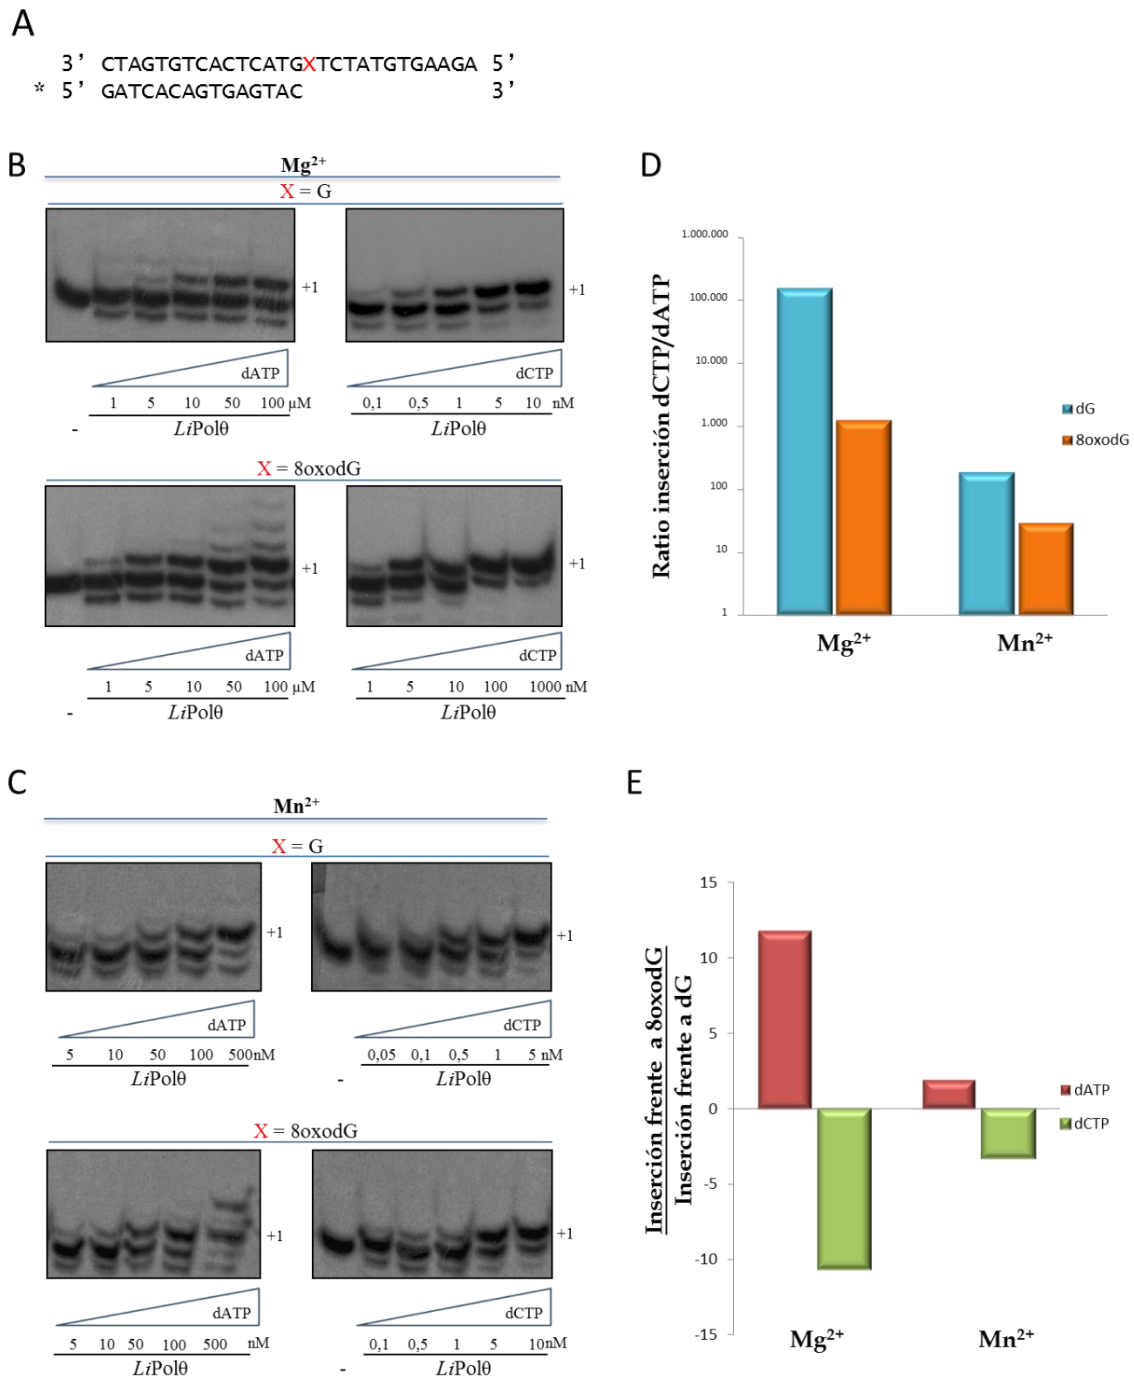 A
3’ CTAGTGTCACTCATGXTCTATGTGAAGA 5’
* 5’ GATCACAGTGAGTAC 3’
B
Mg²⁺
X = G
+1
+1
dATP
dCTP
1 5 10 50 100 µM
0,1 0,5 1 5 10 nM
- LiPolθ
LiPolθ
X = 8oxodG
+1
+1
dATP
dCTP
1 5 10 50 100 µM
1 5 10 100 1000 nM
- LiPolθ
LiPolθ
C
Mn²⁺
X = G
+1
+1
dATP
dCTP
5 10 50 100 500nM
0,05 0,1 0,5 1 5 nM
LiPolθ
- LiPolθ
X = 8oxodG
+1
+1
dATP
dCTP
5 10 50 100 500 nM
0,1 0,5 1 5 10nM
LiPolθ
- LiPolθ
D
Ratio inserción dCTP/dATP
1.000.000
100.000
10.000
1.000
100
10
1
Mg²⁺ Mn²⁺
dG
8oxodG
E
Inserción frente a 8oxodG
Inserción frente a dG
15
10
5
0
-5
-10
-15
Mg²⁺ Mn²⁺
dATP
dCTP